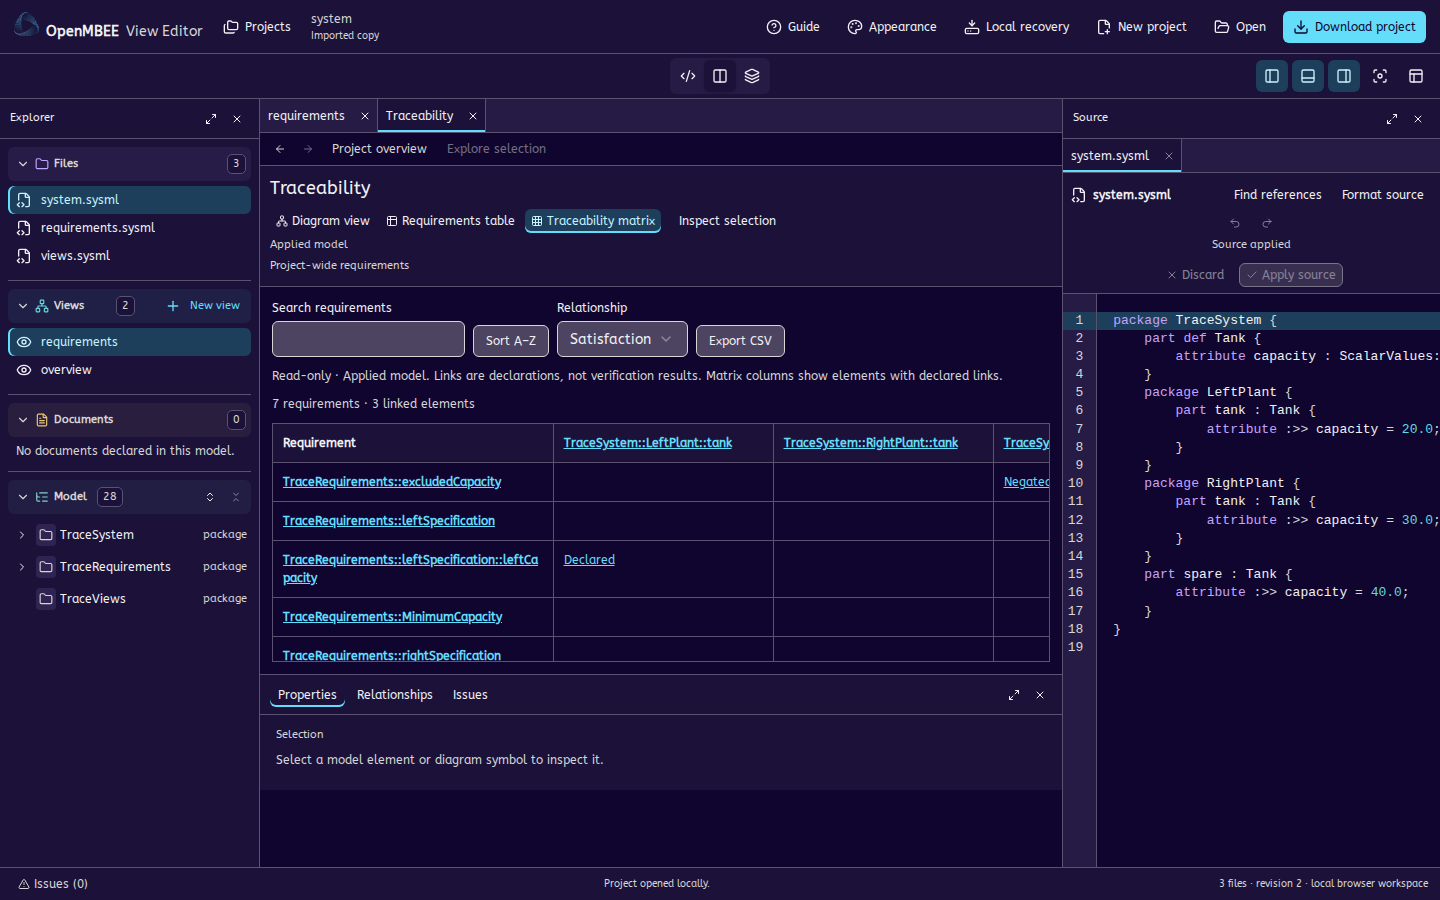 OpenMBEE View Editor
Projects
system
Imported copy
Guide
Appearance
Local recovery
New project
Open
Download project
Explorer
Files
3
system.sysml
requirements.sysml
views.sysml
Views
2
New view
requirements
overview
Documents
0
No documents declared in this model.
Model
28
TraceSystem package
TraceRequirements package
TraceViews package
requirements
Traceability
Project overview
Explore selection
Traceability
Diagram view
Requirements table
Traceability matrix
Inspect selection
Applied model
Project-wide requirements
Search requirements
Sort A–Z
Relationship
Satisfaction
Export CSV
Read-only · Applied model. Links are declarations, not verification results. Matrix columns show elements with declared links.
7 requirements · 3 linked elements
Requirement
TraceSystem::LeftPlant::tank
TraceSystem::RightPlant::tank
TraceSy
TraceRequirements::excludedCapacity
Negated
TraceRequirements::leftSpecification
TraceRequirements::leftSpecification::leftCa
pacity
Declared
TraceRequirements::MinimumCapacity
TraceRequirements::rightSpecification
Properties
Relationships
Issues
Selection
Select a model element or diagram symbol to inspect it.
Source
system.sysml
system.sysml
Find references
Format source
Source applied
Discard
Apply source
1 package TraceSystem {
2 part def Tank {
3 attribute capacity : ScalarValues:
4 }
5 package LeftPlant {
6 part tank : Tank {
7 attribute :>> capacity = 20.0;
8 }
9 }
10 package RightPlant {
11 part tank : Tank {
12 attribute :>> capacity = 30.0;
13 }
14 }
15 part spare : Tank {
16 attribute :>> capacity = 40.0;
17 }
18 }
19
Issues (0)
Project opened locally.
3 files · revision 2 · local browser workspace